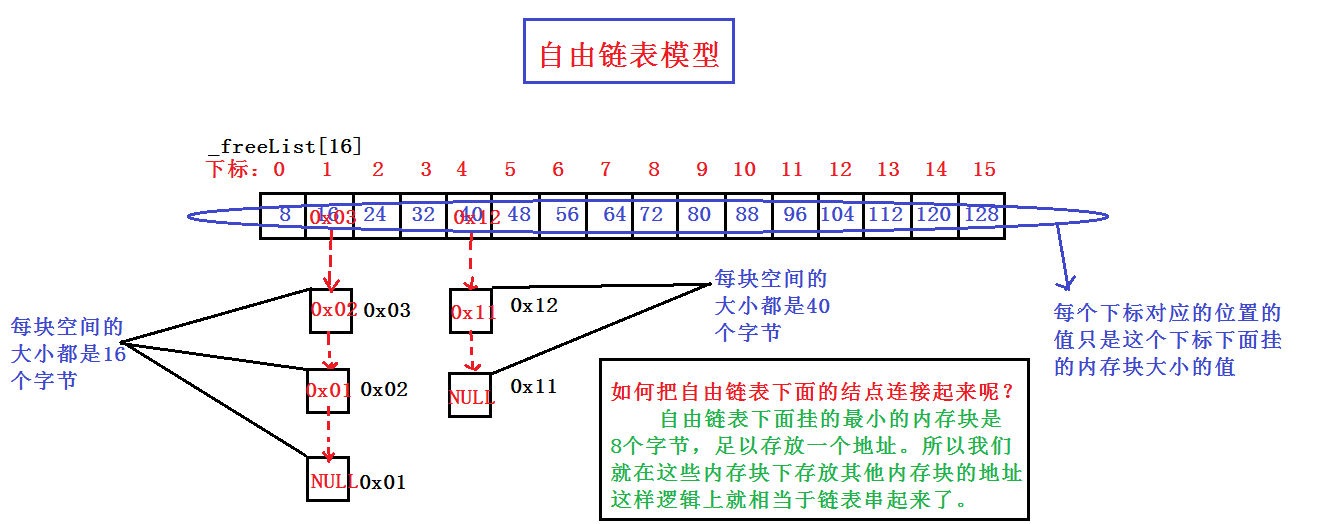 自由链表模型
_freeList[16]
下标: 0 1 2 3 4 5 6 7 8 9 10 11 12 13 14 15
8 16 24 32 40 48 56 64 72 80 88 96 104 112 120 128
0x03 0x12
每块空间的
大小都是16
个字节
0x02 0x03
0x01 0x02
NULL 0x01
0x11 0x12
NULL 0x11
每块空间的
大小都是40
个字节
每个下标对应的位置的
值只是这个下标下面挂
的内存块大小的值
如何把自由链表下面的结点连接起来呢？
自由链表下面挂的最小的内存块是
8个字节，足以存放一个地址。所以我们
就在这些内存块下存放其他内存块的地址
这样逻辑上就相当于链表串起来了。